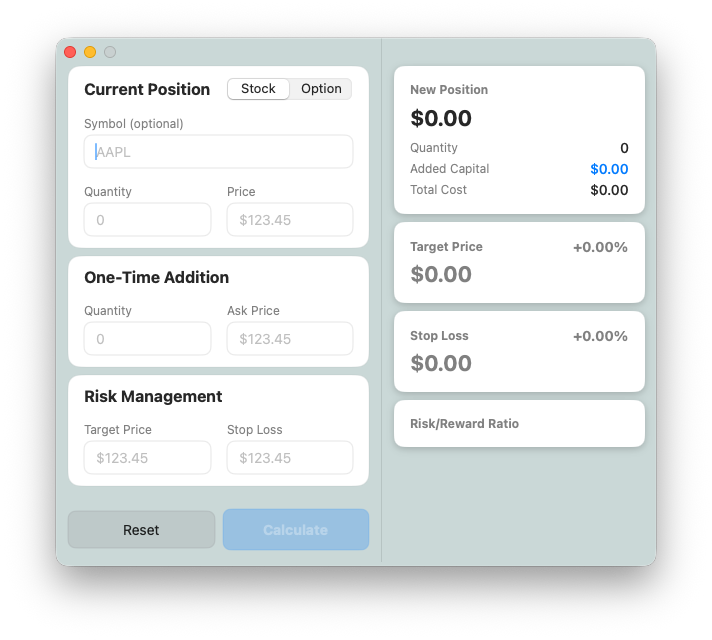 Current Position
Stock
Option
Symbol (optional)
AAPL
Quantity
Price
0
$123.45
One-Time Addition
Quantity
Ask Price
0
$123.45
Risk Management
Target Price
Stop Loss
$123.45
$123.45
Reset
Calculate
New Position
$0.00
Quantity
0
Added Capital
$0.00
Total Cost
$0.00
Target Price
+0.00%
$0.00
Stop Loss
+0.00%
$0.00
Risk/Reward Ratio